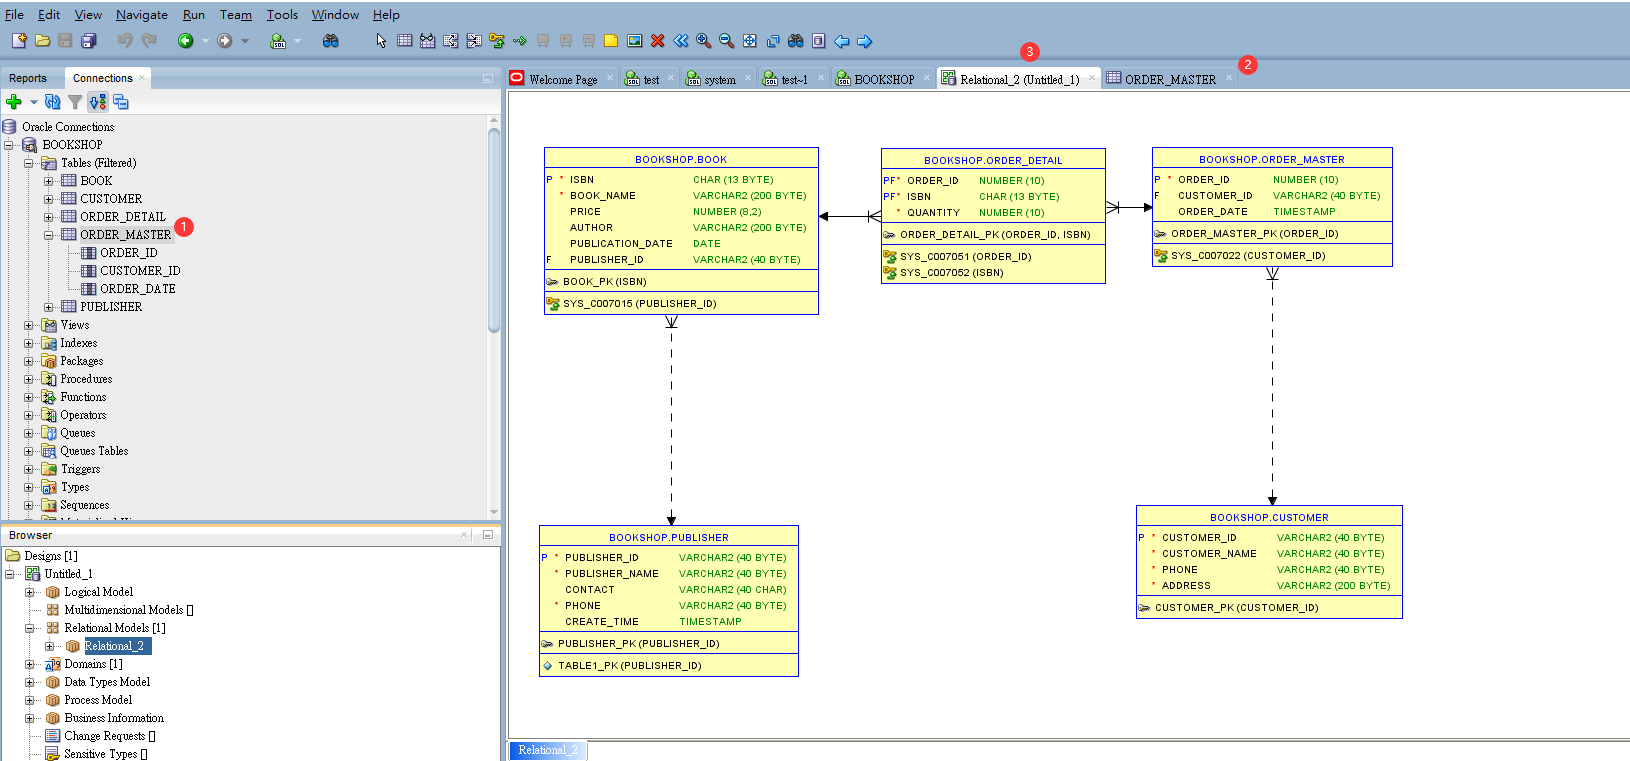 File Edit View Navigate Run Team Tools Window Help
3
2
Reports Connections
Welcome Page test system test~1 BOOKSHOP Relational_2 (Untitled_1) ORDER_MASTER
Oracle Connections
BOOKSHOP
Tables (Filtered)
BOOK
CUSTOMER
ORDER_DETAIL
ORDER_MASTER 1
ORDER_ID
CUSTOMER_ID
ORDER_DATE
PUBLISHER
Views
Indexes
Packages
Procedures
Functions
Operators
Queues
Queues Tables
Triggers
Types
Sequences
Browser
Designs [1]
Untitled_1
Logical Model
Multidimensional Models []
Relational Models [1]
Relational_2
Domains [1]
Data Types Model
Process Model
Business Information
Change Requests []
Sensitive Types []
BOOKSHOP.BOOK
P * ISBN CHAR (13 BYTE)
* BOOK_NAME VARCHAR2 (200 BYTE)
PRICE NUMBER (8,2)
AUTHOR VARCHAR2 (200 BYTE)
PUBLICATION_DATE DATE
F PUBLISHER_ID VARCHAR2 (40 BYTE)
BOOK_PK (ISBN)
SYS_C007015 (PUBLISHER_ID)
BOOKSHOP.ORDER_DETAIL
PF* ORDER_ID NUMBER (10)
PF* ISBN CHAR (13 BYTE)
* QUANTITY NUMBER (10)
ORDER_DETAIL_PK (ORDER_ID, ISBN)
SYS_C007051 (ORDER_ID)
SYS_C007052 (ISBN)
BOOKSHOP.ORDER_MASTER
P * ORDER_ID NUMBER (10)
F CUSTOMER_ID VARCHAR2 (40 BYTE)
ORDER_DATE TIMESTAMP
ORDER_MASTER_PK (ORDER_ID)
SYS_C007022 (CUSTOMER_ID)
BOOKSHOP.PUBLISHER
P * PUBLISHER_ID VARCHAR2 (40 BYTE)
* PUBLISHER_NAME VARCHAR2 (40 BYTE)
CONTACT VARCHAR2 (40 CHAR)
* PHONE VARCHAR2 (40 BYTE)
CREATE_TIME TIMESTAMP
PUBLISHER_PK (PUBLISHER_ID)
TABLE1_PK (PUBLISHER_ID)
BOOKSHOP.CUSTOMER
P * CUSTOMER_ID VARCHAR2 (40 BYTE)
* CUSTOMER_NAME VARCHAR2 (40 BYTE)
* PHONE VARCHAR2 (40 BYTE)
* ADDRESS VARCHAR2 (200 BYTE)
CUSTOMER_PK (CUSTOMER_ID)
Relational_2